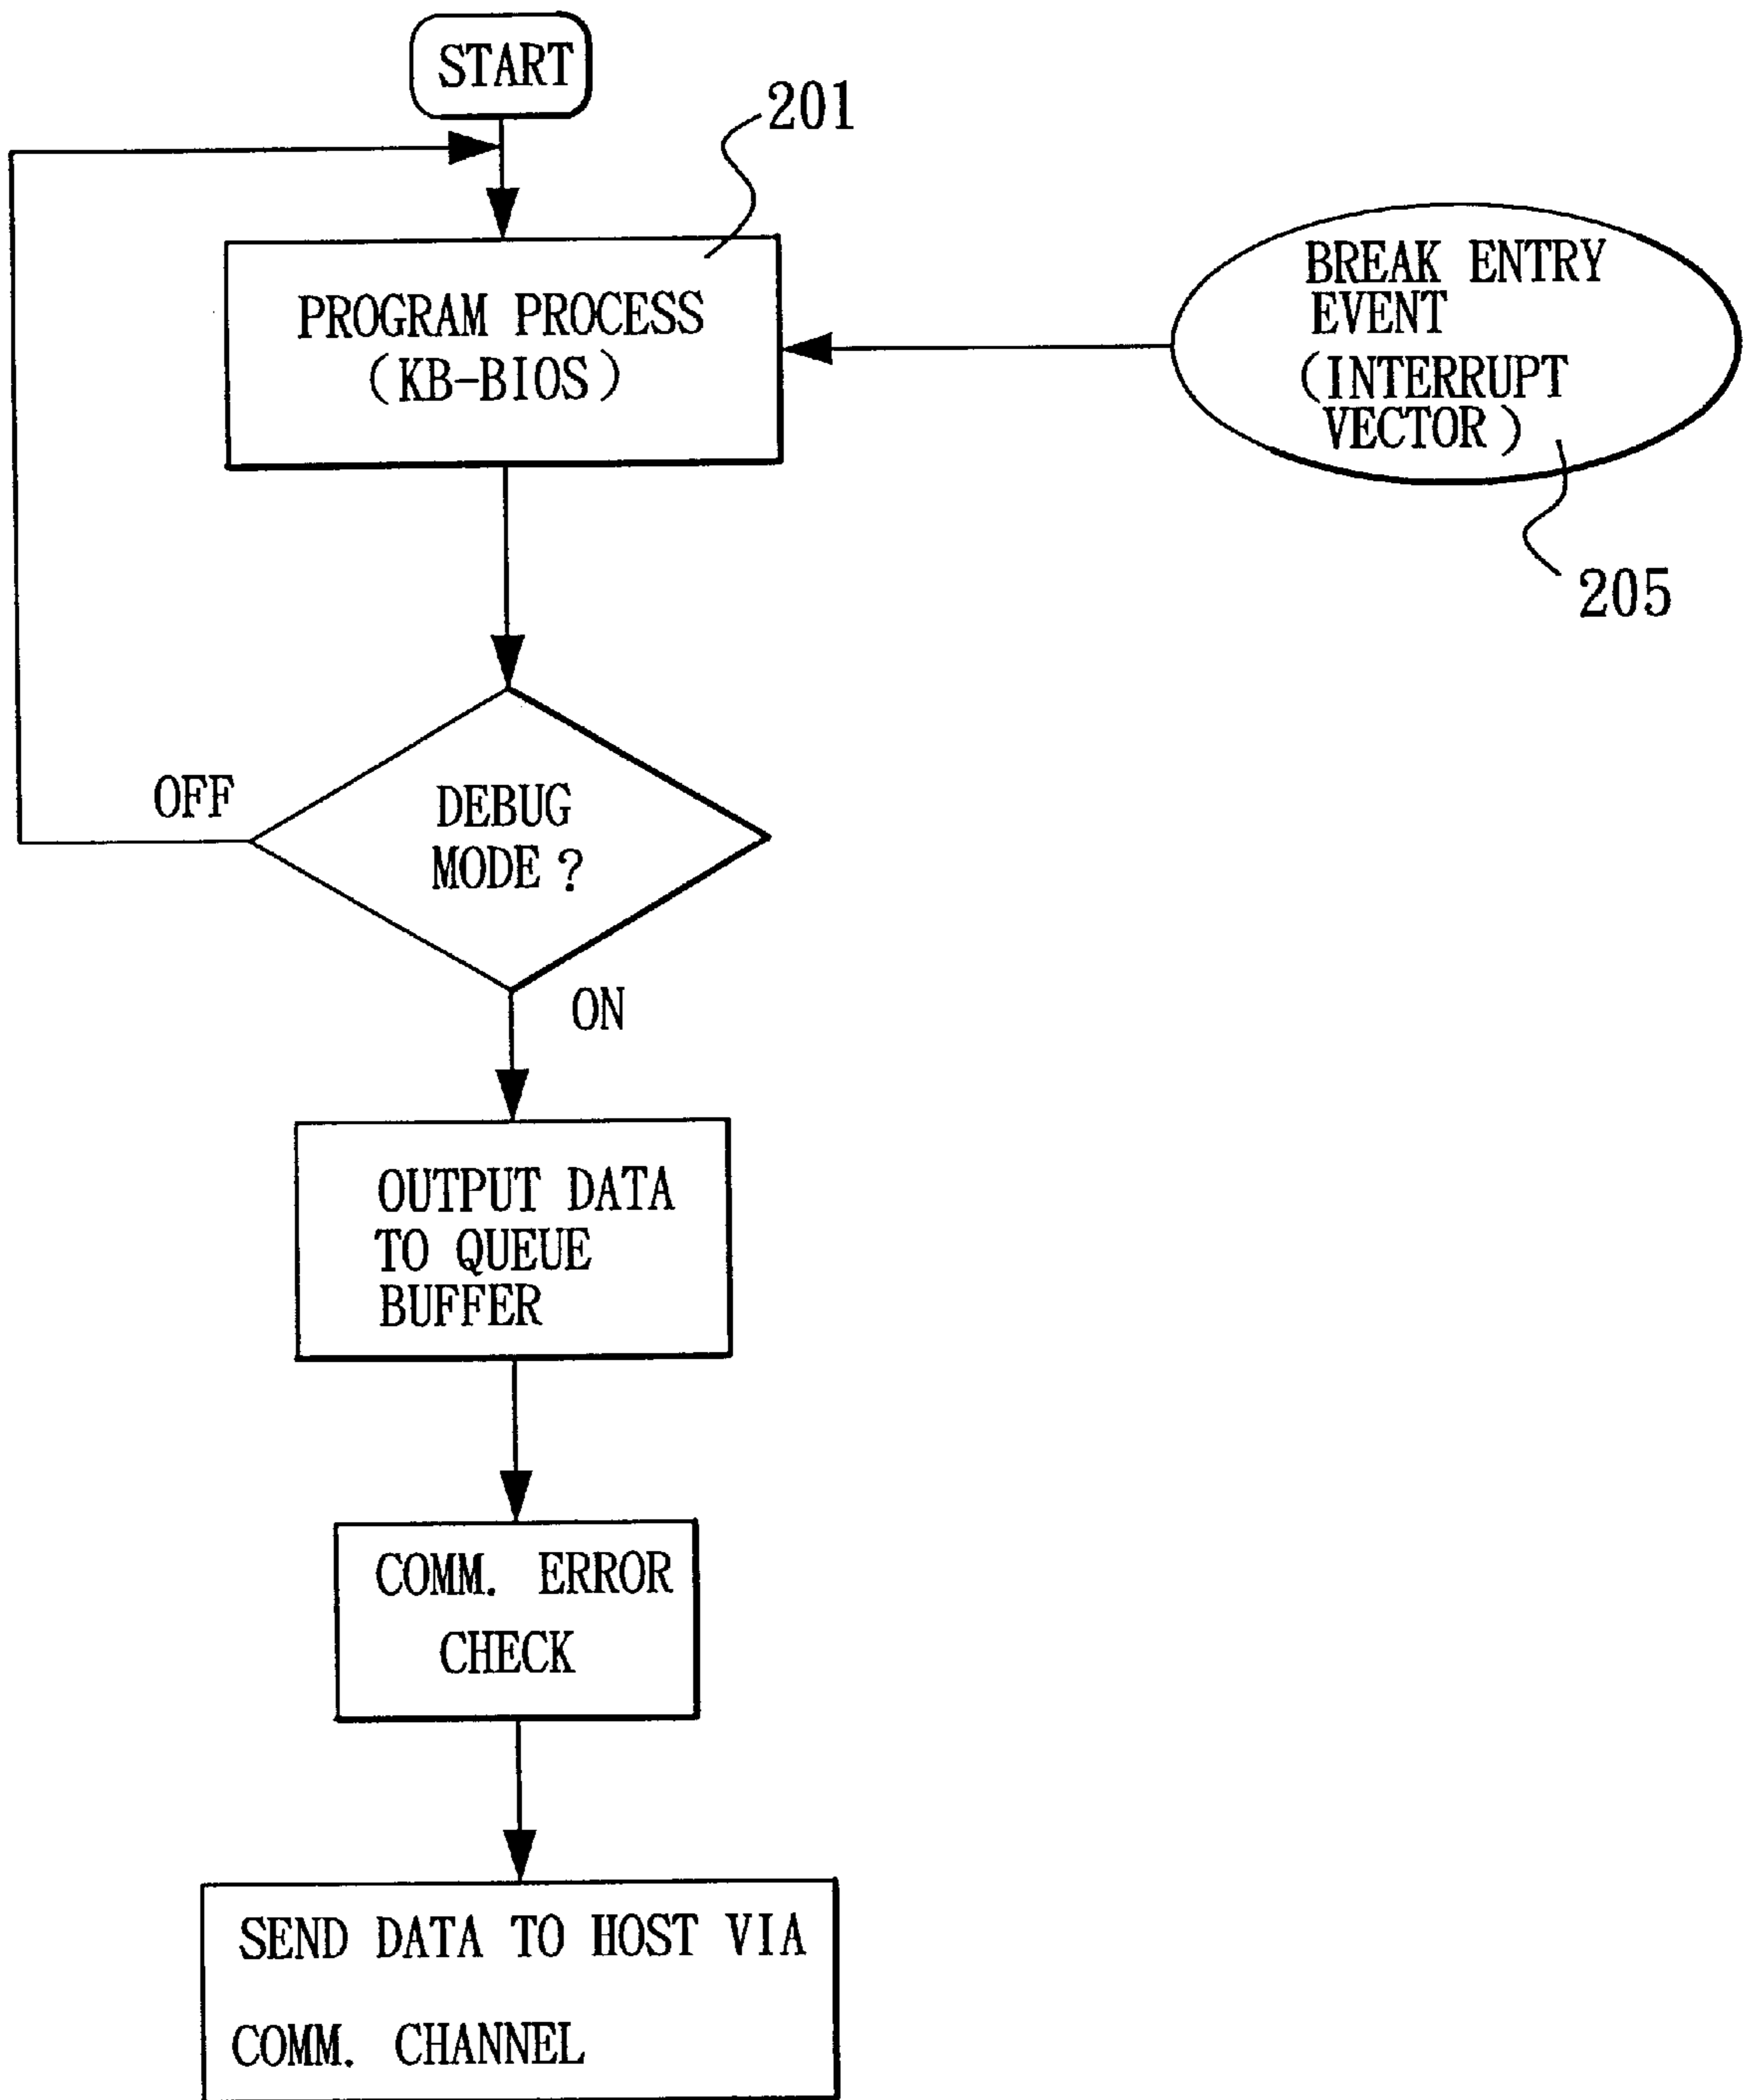 START
201
PROGRAM PROCESS
(KB-BIOS)
BREAK ENTRY
EVENT
(INTERRUPT
VECTOR)
205
OFF
DEBUG
MODE?
ON
OUTPUT DATA
TO QUEUE
BUFFER
COMM. ERROR
CHECK
SEND DATA TO HOST VIA
COMM. CHANNEL